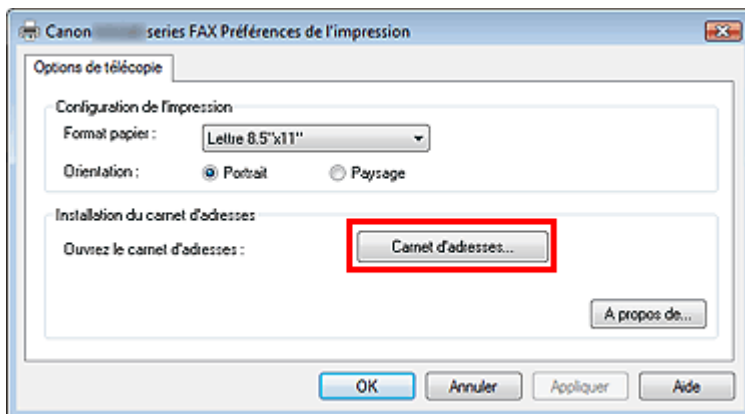 Canon series FAX Préférences de l'impression
Options de télécopie
Configuration de l'impression
Format papier :
Lettre 8.5"x11"
Orientation :
Portrait
Paysage
Installation du carnet d'adresses
Ouvrez le carnet d'adresses :
Carnet d'adresses...
A propos de...
OK
Annuler
Appliquer
Aide